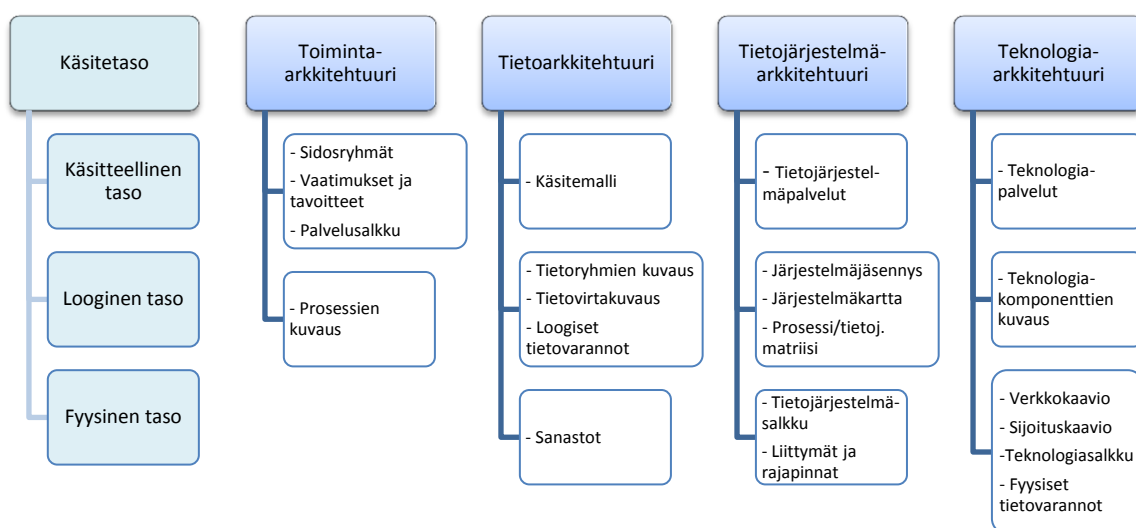 Käsitetaso
Käsitteellinen
taso
Looginen taso
Fyysinen taso
Toiminta-
arkkitehtuuri
- Sidosryhmät
- Vaatimukset ja
tavoitteet
- Palvelusalkku
- Prosessien
kuvaus
Tietoarkkitehtuuri
- Käsitemalli
- Tietoryhmien kuvaus
- Tietovirtakuvaus
- Loogiset
tietovarannot
- Sanastot
Tietojärjestelmä-
arkkitehtuuri
- Tietojärjestel-
mäpalvelut
- Järjestelmäjäsennys
- Järjestelmäkartta
- Prosessi/tietoj.
matriisi
- Tietojärjestelmä-
salkku
- Liittymät ja
rajapinnat
Teknologia-
arkkitehtuuri
- Teknologia-
palvelut
- Teknologia-
komponenttien
kuvaus
- Verkkokaavio
- Sijoituskaavio
-Teknologiasalkku
- Fyysiset
tietovarannot